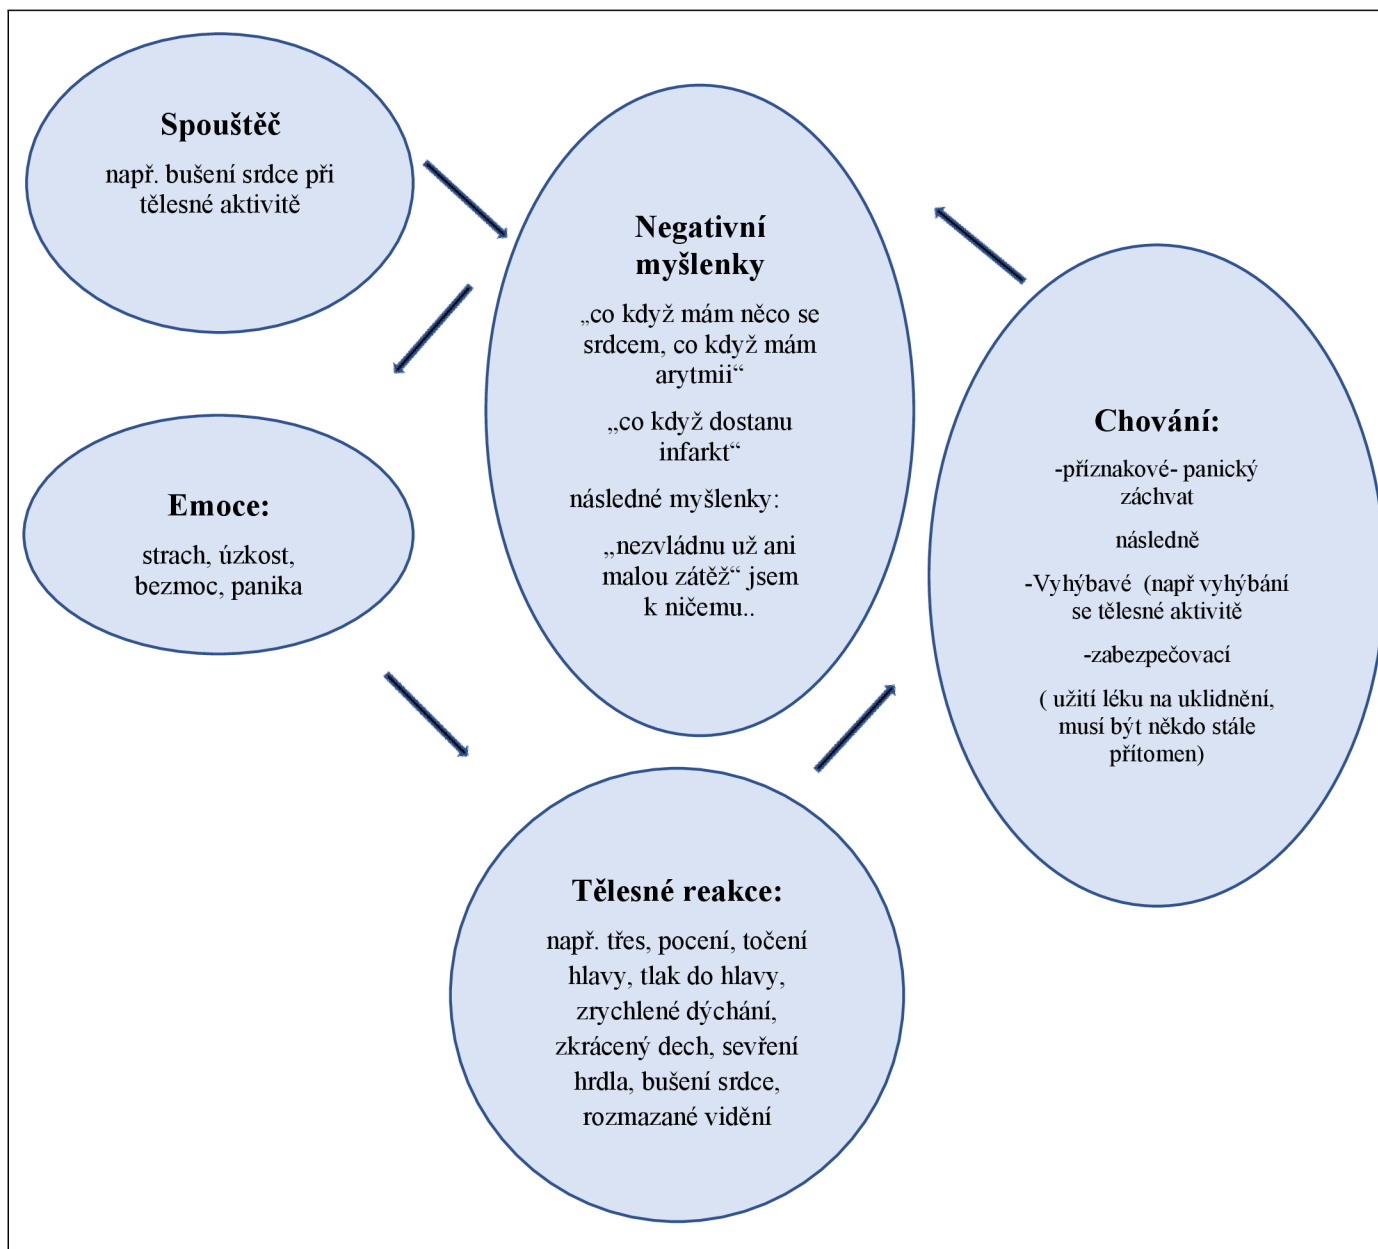 Spouštěč
např. bušení srdce při
tělesné aktivitě
Negativní
myšlenky
„co když mám něco se
srdcem, co když mám
arytmii“
„co když dostanu
infarkt“
následné myšlenky:
„nezvládnu už ani
malou zátěž“ jsem
k ničemu..
Emoce:
strach, úzkost,
bezmoc, panika
Chování:
-příznakové- panický
záchvat
následně
-Vyhýbavé (např vyhýbání
se tělesné aktivitě
-zabezpečovací
( užití léku na uklidnění,
musí být někdo stále
přítomen)
Tělesné reakce:
např. třes, pocení, točení
hlavy, tlak do hlavy,
zrychlené dýchání,
zkrácený dech, sevření
hrdla, bušení srdce,
rozmazané vidění